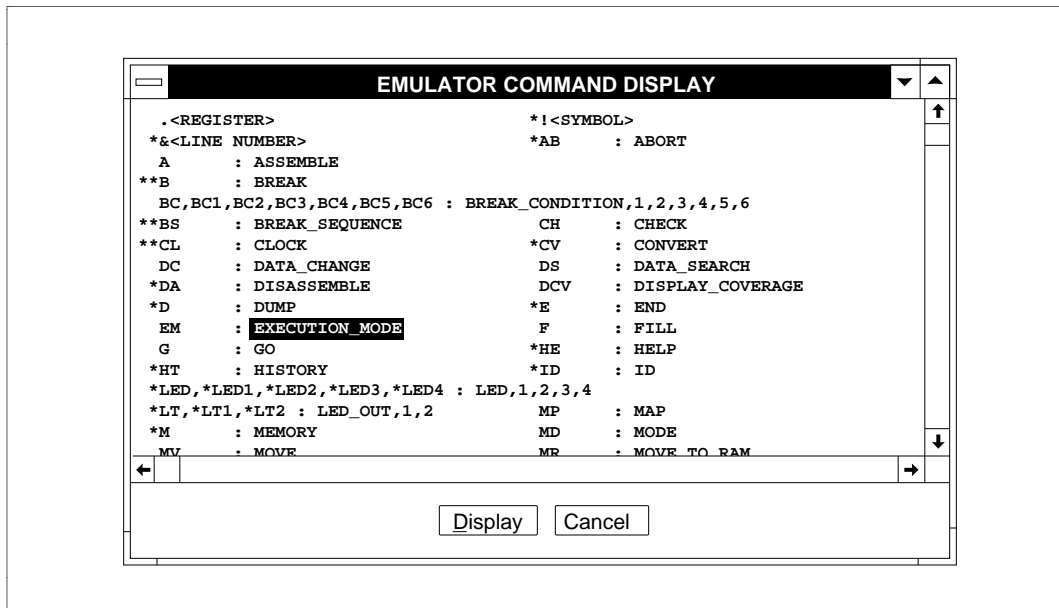 EMULATOR COMMAND DISPLAY
.<REGISTER> *!<SYMBOL>
*&<LINE NUMBER> *AB : ABORT
A : ASSEMBLE
**B : BREAK
BC,BC1,BC2,BC3,BC4,BC5,BC6 : BREAK_CONDITION,1,2,3,4,5,6
**BS : BREAK_SEQUENCE CH : CHECK
**CL : CLOCK *CV : CONVERT
DC : DATA_CHANGE DS : DATA_SEARCH
*DA : DISASSEMBLE DCV : DISPLAY_COVERAGE
*D : DUMP *E : END
EM : EXECUTION_MODE F : FILL
G : GO *HE : HELP
*HT : HISTORY *ID : ID
*LED,*LED1,*LED2,*LED3,*LED4 : LED,1,2,3,4
*LT,*LT1,*LT2 : LED_OUT,1,2 MP : MAP
*M : MEMORY MD : MODE
MV : MOVE MR : MOVE_TO_RAM
Display Cancel